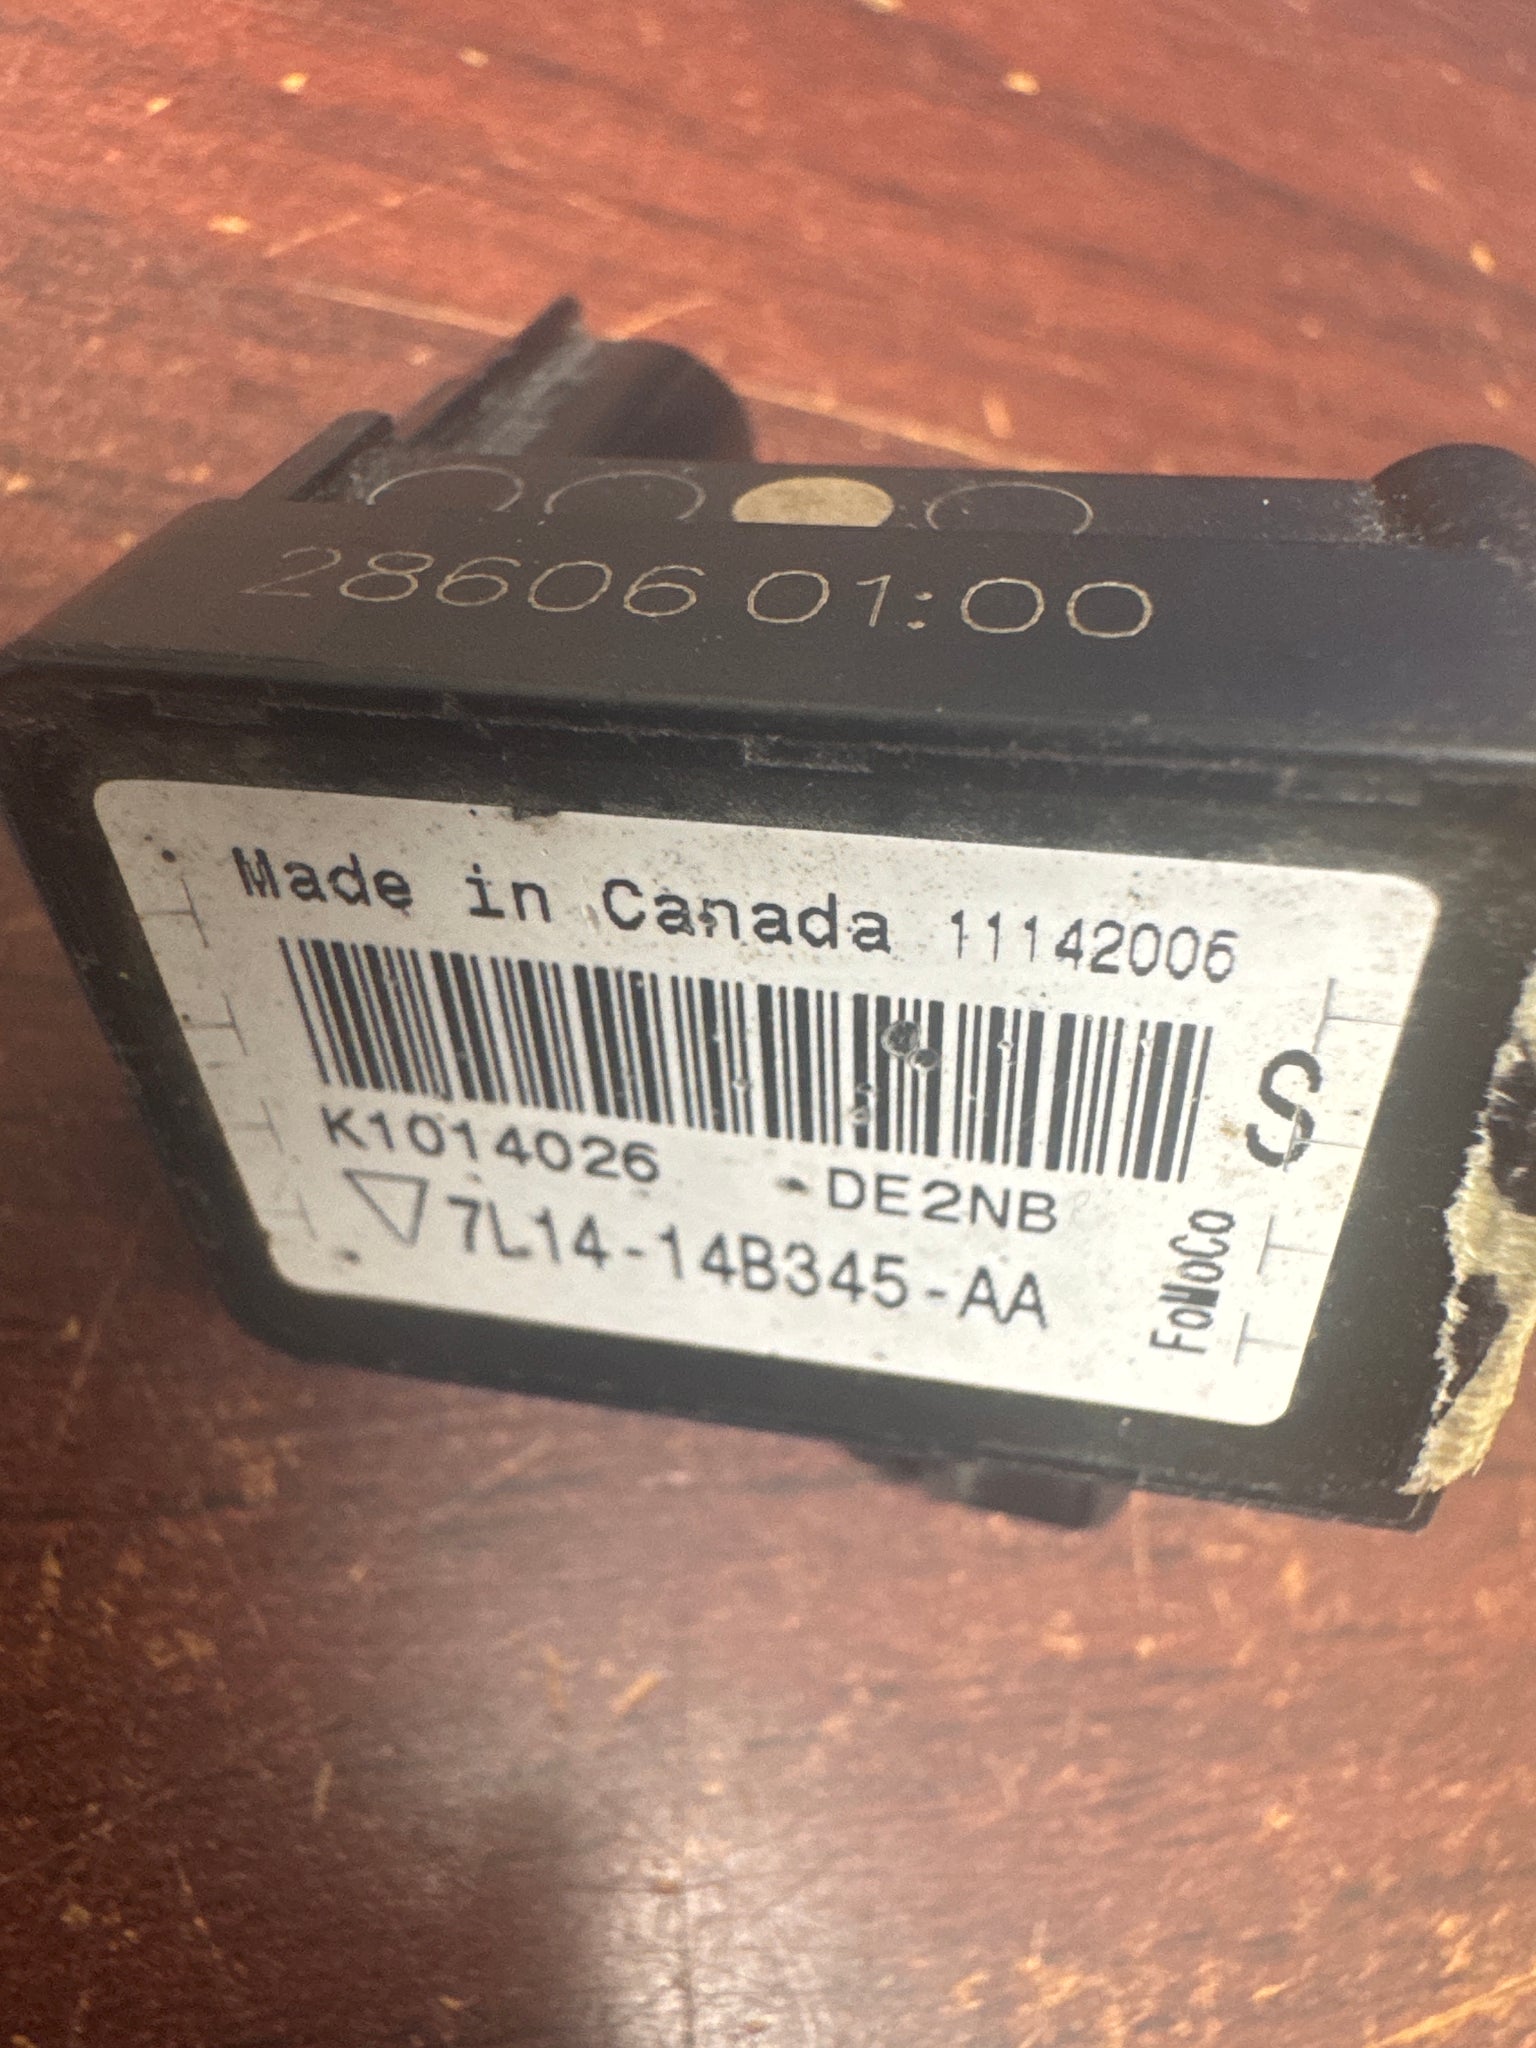 28606 01:00
Made in Canada 11142006
K1014026 -DE2NB
7L14-14B345-AA
S
FoMoCo